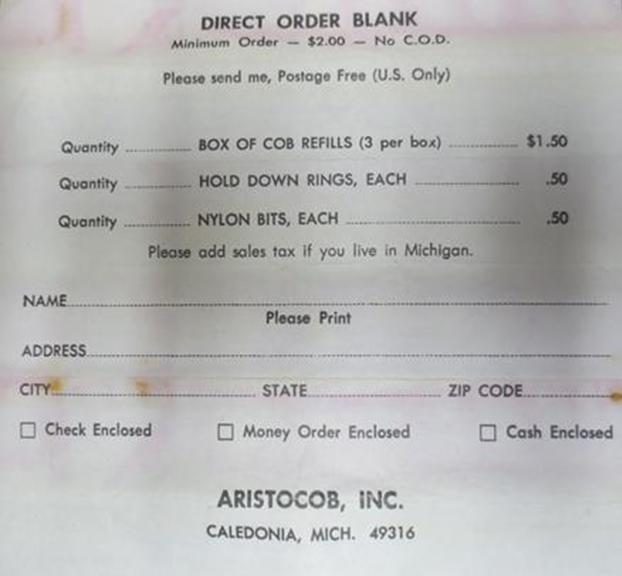 DIRECT ORDER BLANK
Minimum Order — $2.00 — No C.O.D.
Please send me, Postage Free (U.S. Only)
Quantity .............. BOX OF COB REFILLS (3 per box) .............. $1.50
Quantity .............. HOLD DOWN RINGS, EACH .............. .50
Quantity .............. NYLON BITS, EACH .............. .50
Please add sales tax if you live in Michigan.
NAME..............
Please Print
ADDRESS..............
CITY.............. STATE.............. ZIP CODE..............
☐ Check Enclosed ☐ Money Order Enclosed ☐ Cash Enclosed
ARISTOCOB, INC.
CALEDONIA, MICH. 49316